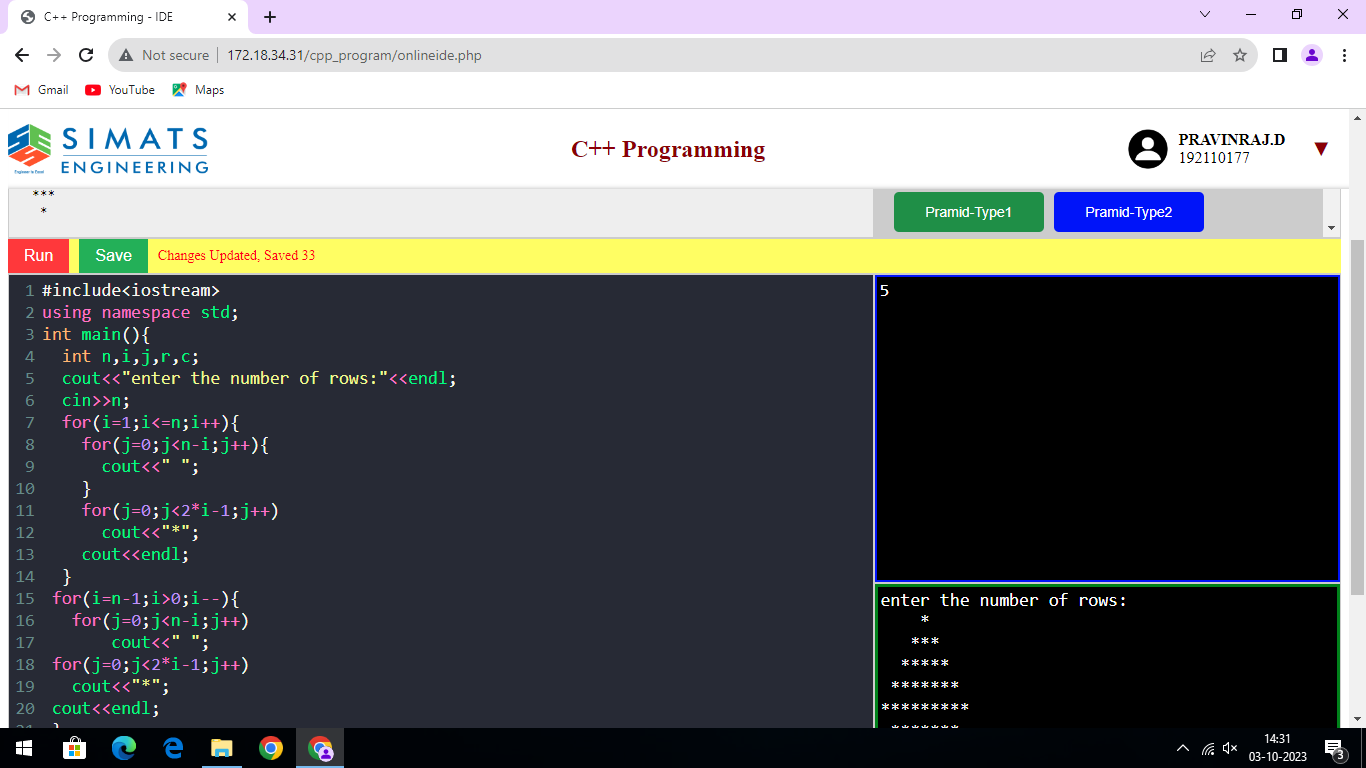 C++ Programming - IDE
Not secure 172.18.34.31/cpp_program/onlineide.php
Gmail YouTube Maps
SIMATS
ENGINEERING
Engineer to Excel
C++ Programming
PRAVINRAJ.D
192110177
***
*
Pramid-Type1 Pramid-Type2
Run Save Changes Updated, Saved 33
1 #include<iostream>
2 using namespace std;
3 int main(){
4   int n,i,j,r,c;
5   cout<<"enter the number of rows:"<<endl;
6   cin>>n;
7   for(i=1;i<=n;i++){
8     for(j=0;j<n-i;j++){
9       cout<<" ";
10     }
11     for(j=0;j<2*i-1;j++)
12       cout<<"*";
13     cout<<endl;
14   }
15  for(i=n-1;i>0;i--){
16    for(j=0;j<n-i;j++)
17        cout<<" ";
18  for(j=0;j<2*i-1;j++)
19    cout<<"*";
20  cout<<endl;
5
enter the number of rows:
    *
   ***
  *****
 *******
*********
 *******
14:31
03-10-2023
3